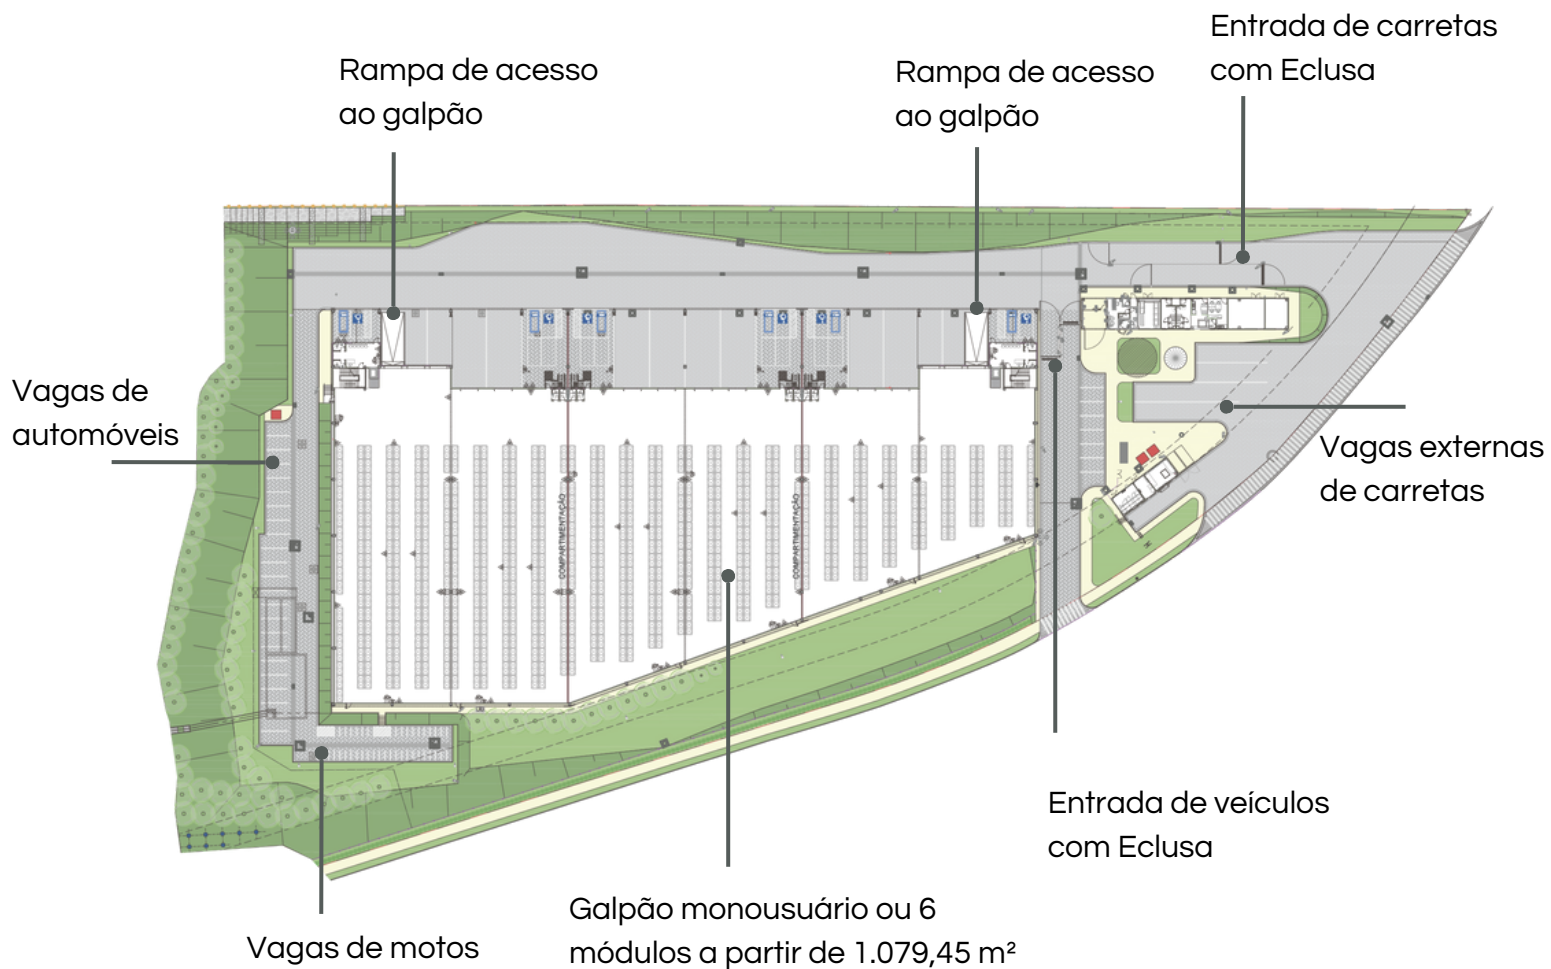 Entrada de carretas
com Eclusa
Rampa de acesso
ao galpão
Rampa de acesso
ao galpão
Vagas de
automóveis
Vagas externas
de carretas
COMPARTIMENTAÇÃO
COMPARTIMENTAÇÃO
Entrada de veículos
com Eclusa
Galpão monousuário ou 6
módulos a partir de 1.079,45 m²
Vagas de motos